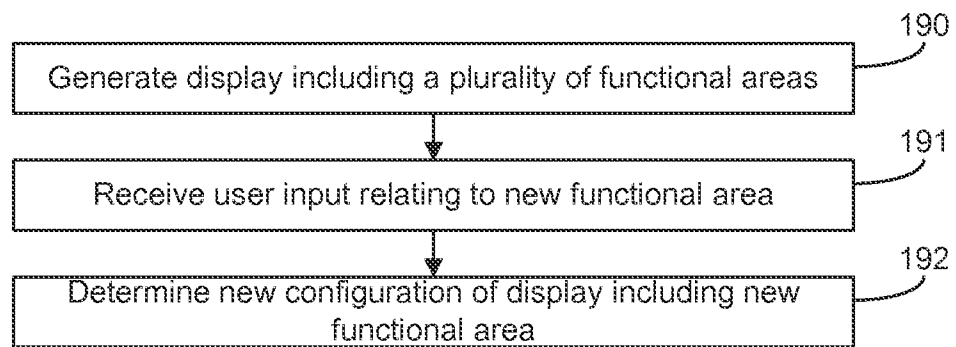 190
Generate display including a plurality of functional areas
191
Receive user input relating to new functional area
192
Determine new configuration of display including new
functional area